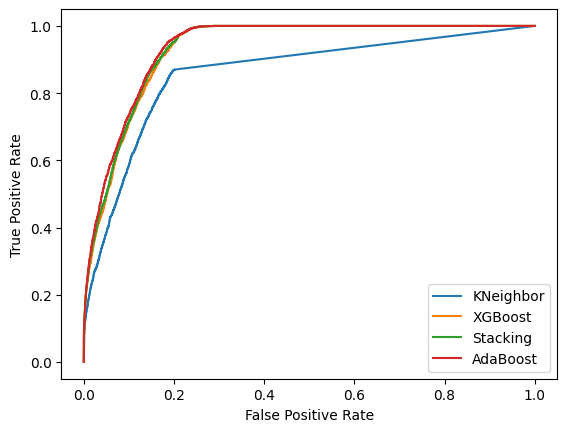 1.0
0.8
0.6
0.4
0.2
0.0
True Positive Rate
KNeighbor
XGBoost
Stacking
AdaBoost
0.0 0.2 0.4 0.6 0.8 1.0
False Positive Rate